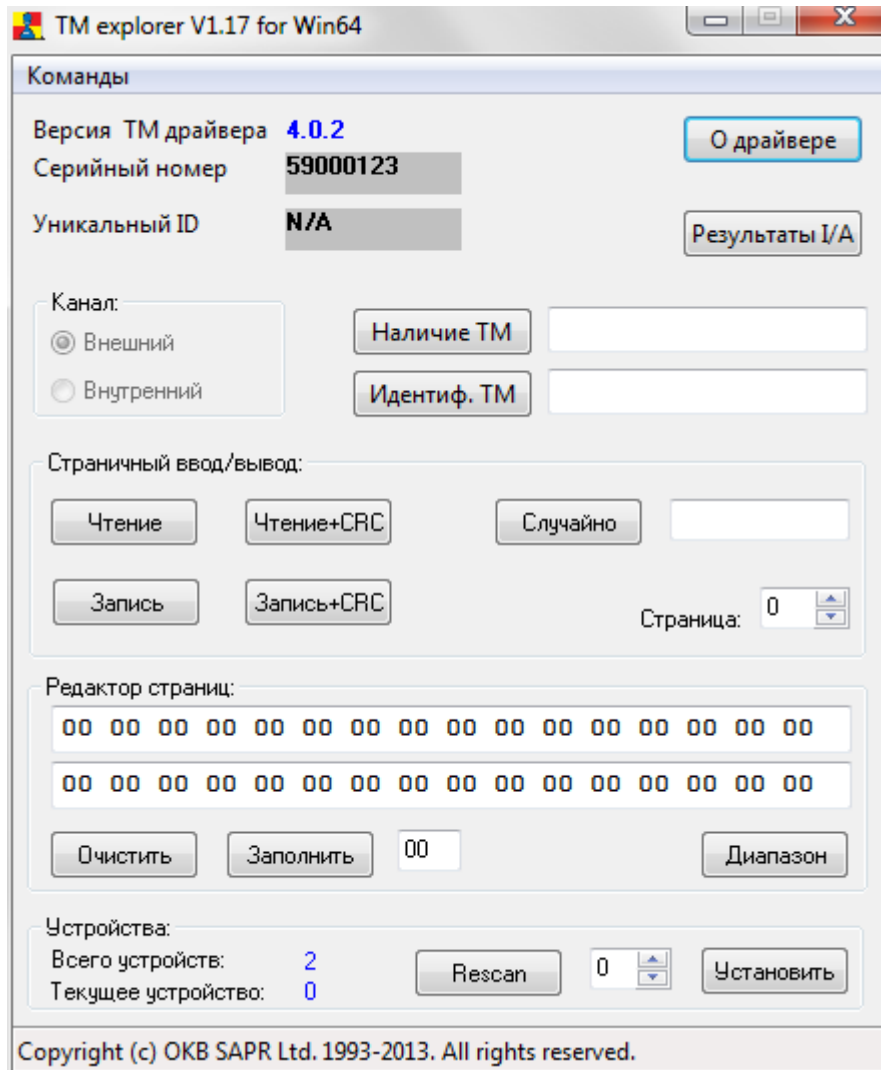 TM explorer V1.17 for Win64
Команды
Версия ТМ драйвера 4.0.2
О драйвере
Серийный номер 59000123
Уникальный ID N/A
Результаты I/A
Канал:
Внешний
Внутренний
Наличие ТМ
Идентиф. ТМ
Страничный ввод/вывод:
Чтение Чтение+CRC Случайно
Запись Запись+CRC
Страница: 0
Редактор страниц:
00 00 00 00 00 00 00 00 00 00 00 00 00 00 00 00
00 00 00 00 00 00 00 00 00 00 00 00 00 00 00 00
Очистить Заполнить 00 Диапазон
Устройства:
Всего устройств: 2
Текущее устройство: 0
Rescan 0 Установить
Copyright (c) OKB SAPR Ltd. 1993-2013. All rights reserved.